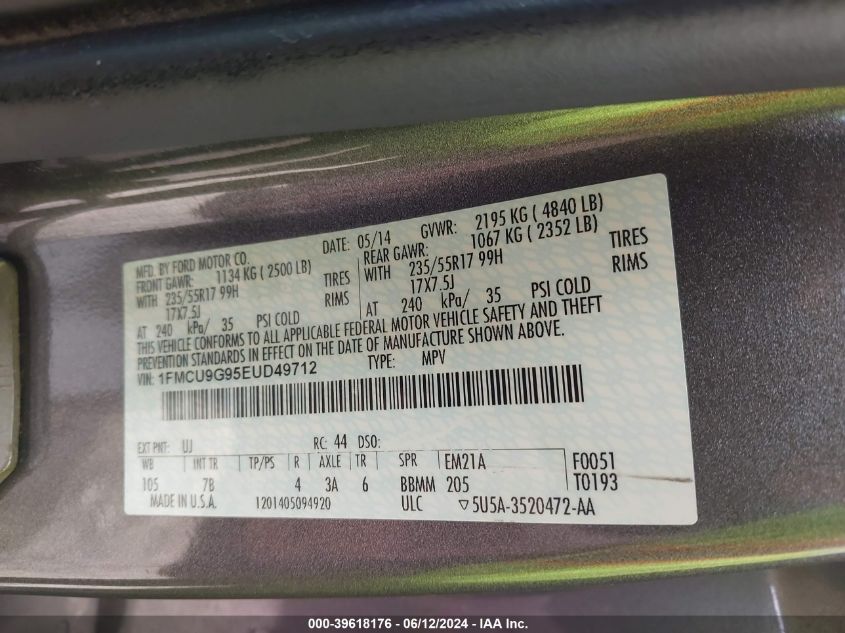 MFD. BY FORD MOTOR CO. DATE: 05/14 GVWR: 2195 KG ( 4840 LB)
FRONT GAWR: 1134 KG ( 2500 LB) REAR GAWR: 1067 KG ( 2352 LB)
WITH 235/55R17 99H TIRES WITH 235/55R17 99H TIRES
17X7.5J RIMS 17X7.5J RIMS
AT 240 kPa/ 35 PSI COLD AT 240 kPa/ 35 PSI COLD
THIS VEHICLE CONFORMS TO ALL APPLICABLE FEDERAL MOTOR VEHICLE SAFETY AND THEFT
PREVENTION STANDARDS IN EFFECT ON THE DATE OF MANUFACTURE SHOWN ABOVE.
VIN: 1FMCU9G95EUD49712 TYPE: MPV
EXT PNT: UJ RC: 44 DSO:
WB INT TR TP/PS R AXLE TR SPR EM21A F0051
105 7B 4 3A 6 BBMM 205 T0193
MADE IN U.S.A. 1201405094920 ULC ▽5U5A-3520472-AA
000-39618176 - 06/12/2024 - IAA Inc.